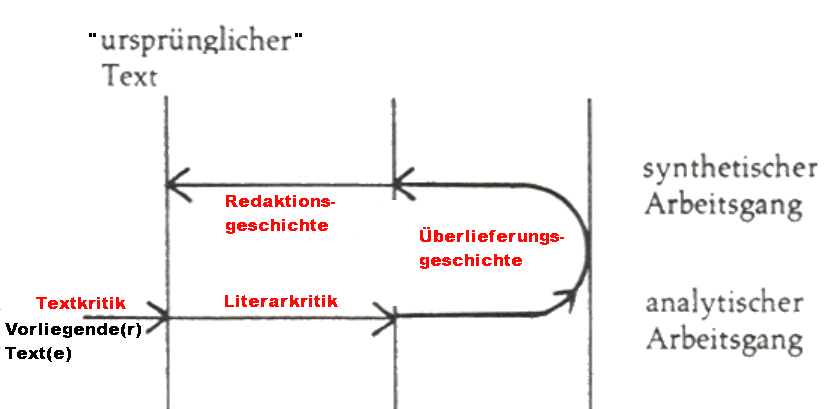 "ursprünglicher"
Text
synthetischer
Arbeitsgang
Redaktions-
geschichte
Überlieferungs-
geschichte
Textkritik
Literarkritik
analytischer
Arbeitsgang
Vorliegende(r)
Text(e)